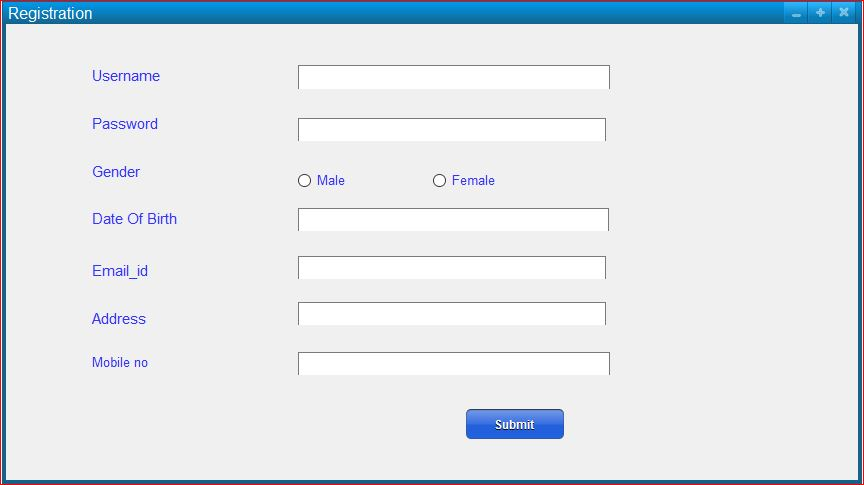 Registration
Username
Password
Gender
Male Female
Date Of Birth
Email_id
Address
Mobile no
Submit